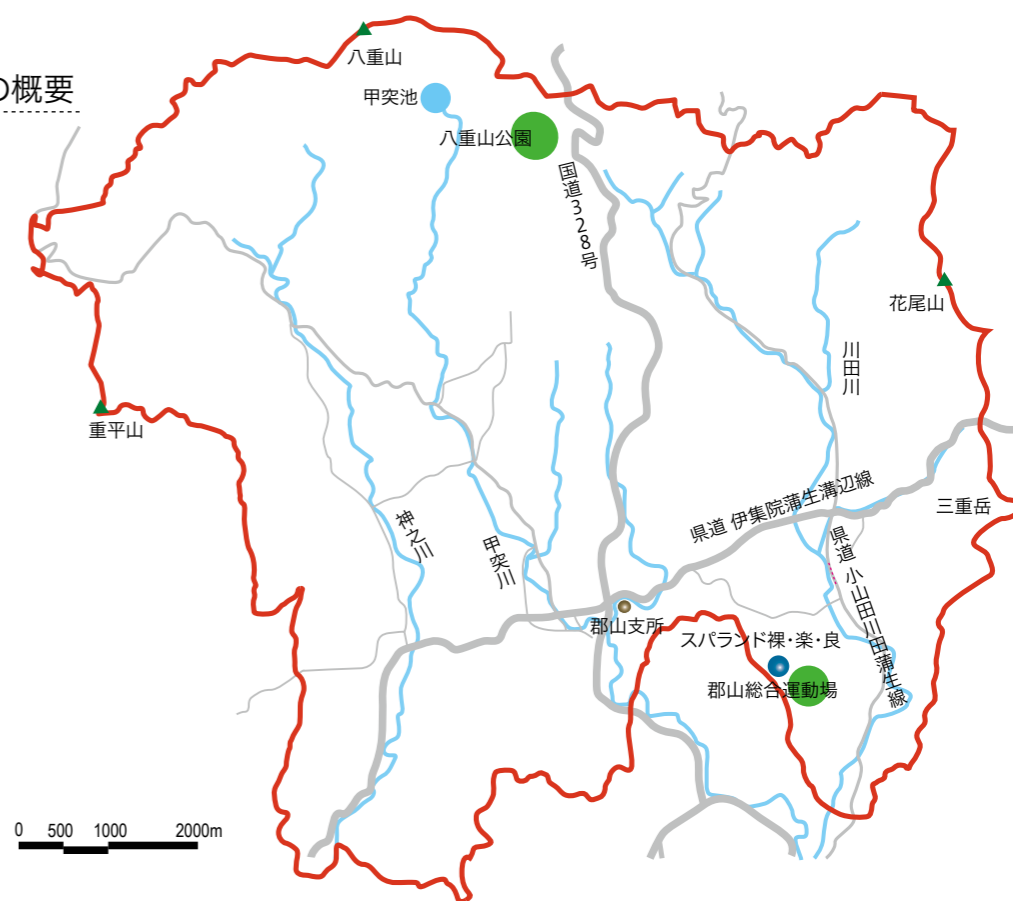 の概要
八重山
甲突池
八重山公園
国道328号
花尾山
川田川
重平山
県道 伊集院蒲生溝辺線
三重岳
神之川
甲突川
県道 小山田川田蒲生線
郡山支所
スパランド裸・楽・良
郡山総合運動場
0 500 1000 2000m